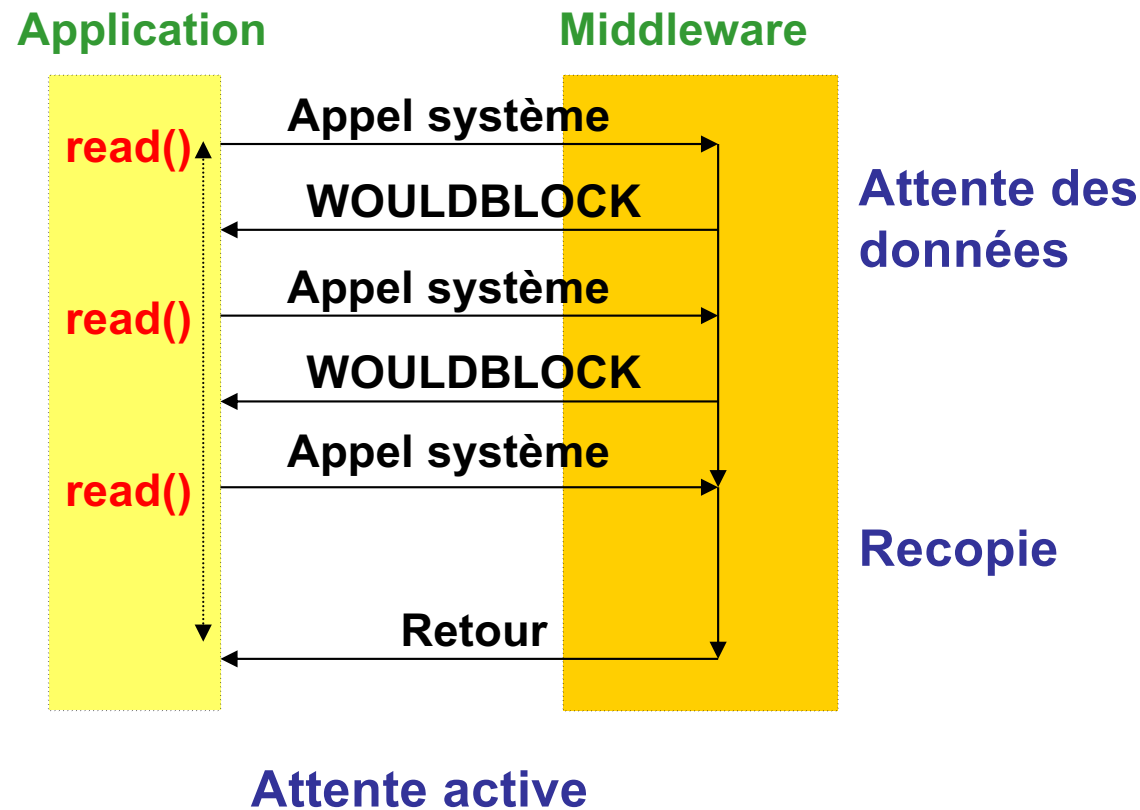 Application
Middleware
Appel système
read()
WOULDBLOCK
Attente des
données
Appel système
read()
WOULDBLOCK
Appel système
read()
Recopie
Retour
Attente active